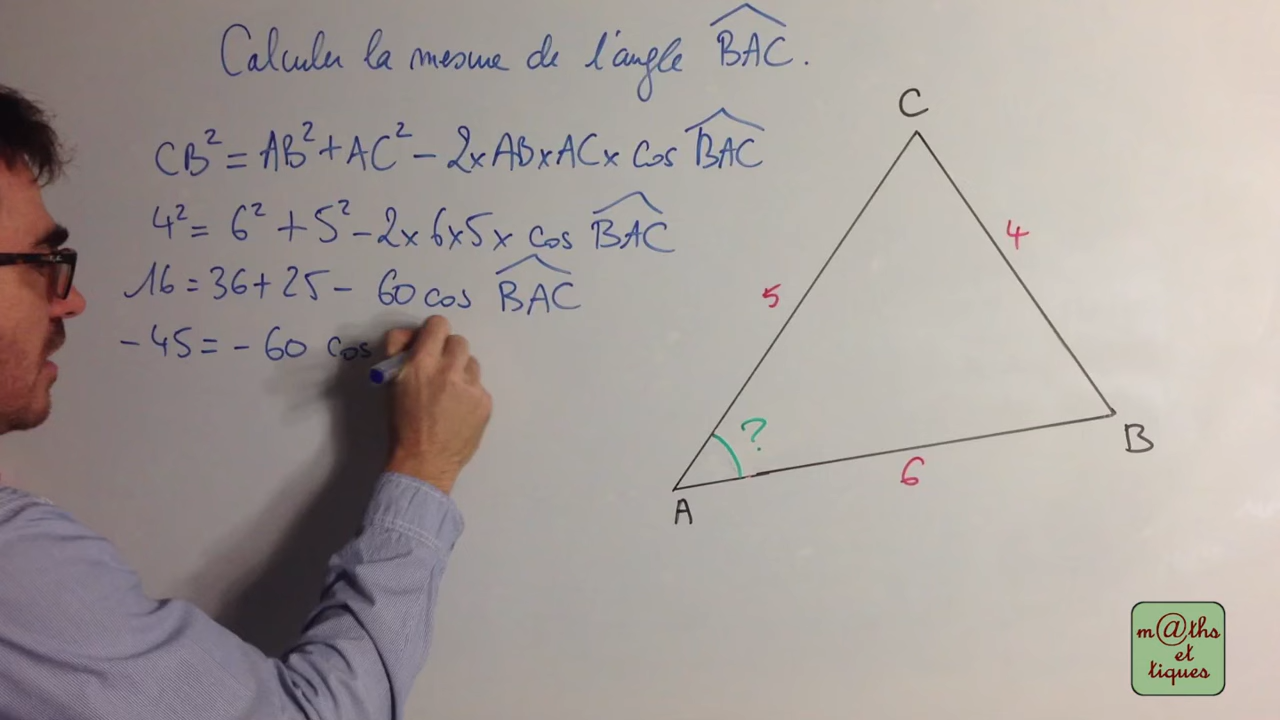 Calculer la mesure de l'angle BAC.
CB² = AB² + AC² - 2 x AB x AC x cos BAC
4² = 6² + 5² - 2 x 6 x 5 x cos BAC
16 = 36 + 25 - 60 cos BAC
-45 = -60 cos
C
4
5
?
B
6
A
m@ths
et
tiques